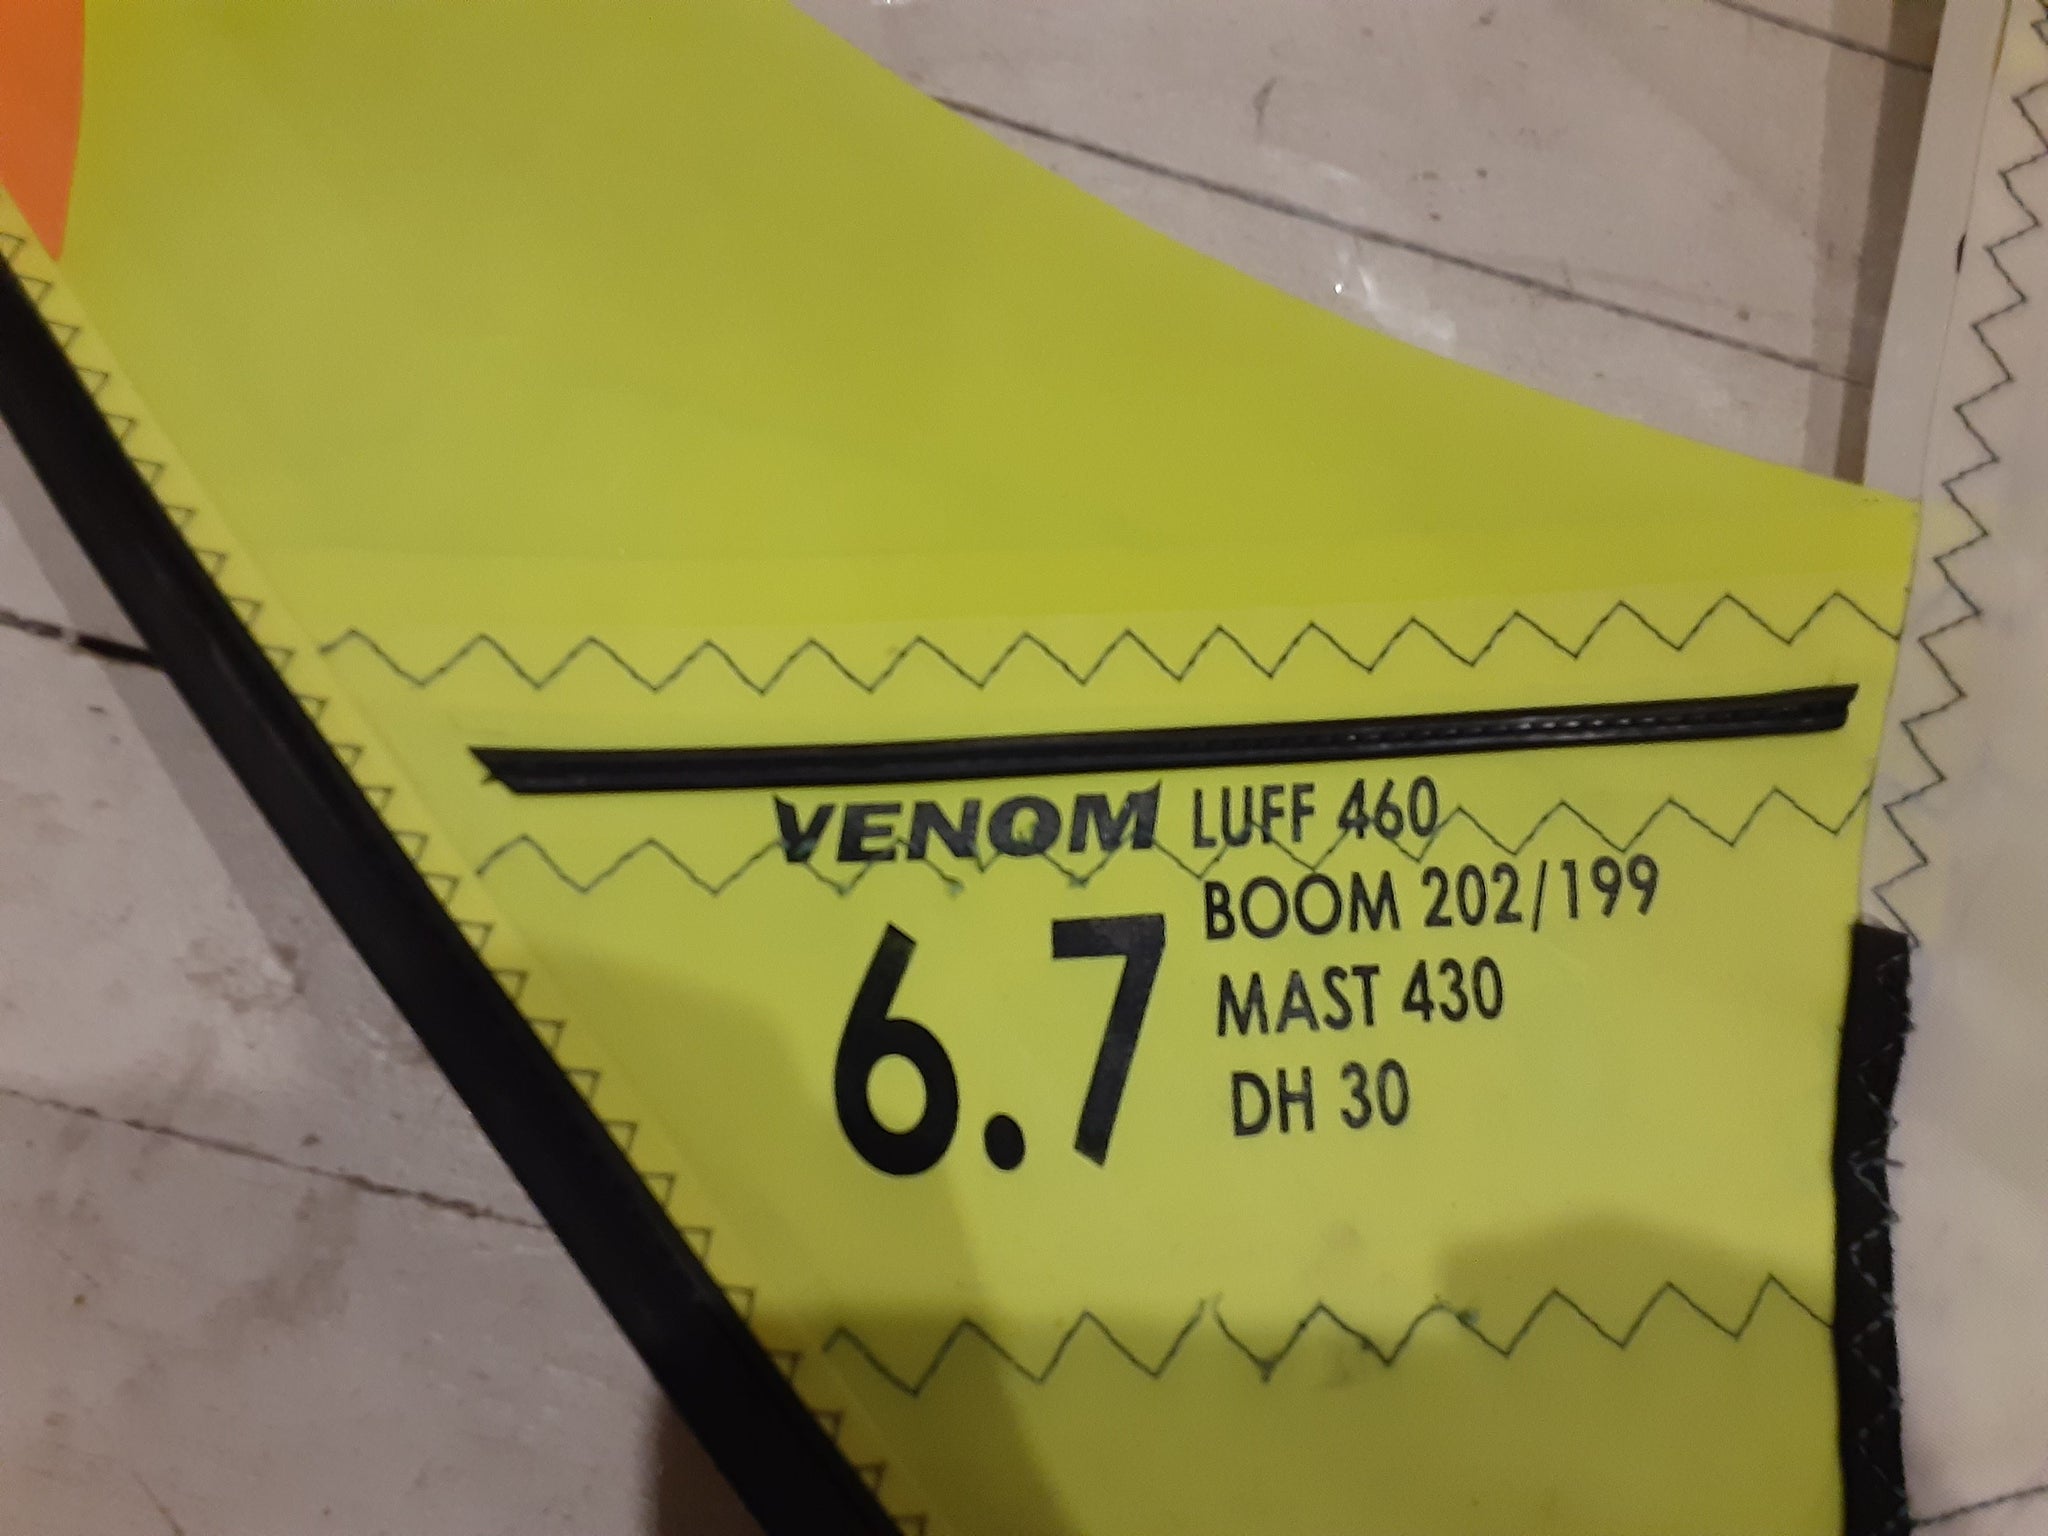 VENOM LUFF 460
BOOM 202/199
6.7 MAST 430
DH 30